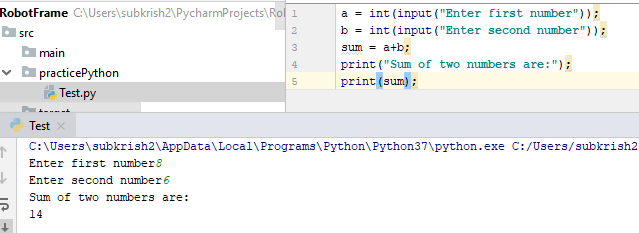 RobotFrame C:\Users\subkrish2\PycharmProjects\Ro
src
main
practicePython
Test.py
1 a = int(input("Enter first number"));
2 b = int(input("Enter second number"));
3 sum = a+b;
4 print("Sum of two numbers are:");
5 print(sum);
Test
C:\Users\subkrish2\AppData\Local\Programs\Python\Python37\python.exe C:/Users/subkrish2
Enter first number8
Enter second number6
Sum of two numbers are:
14